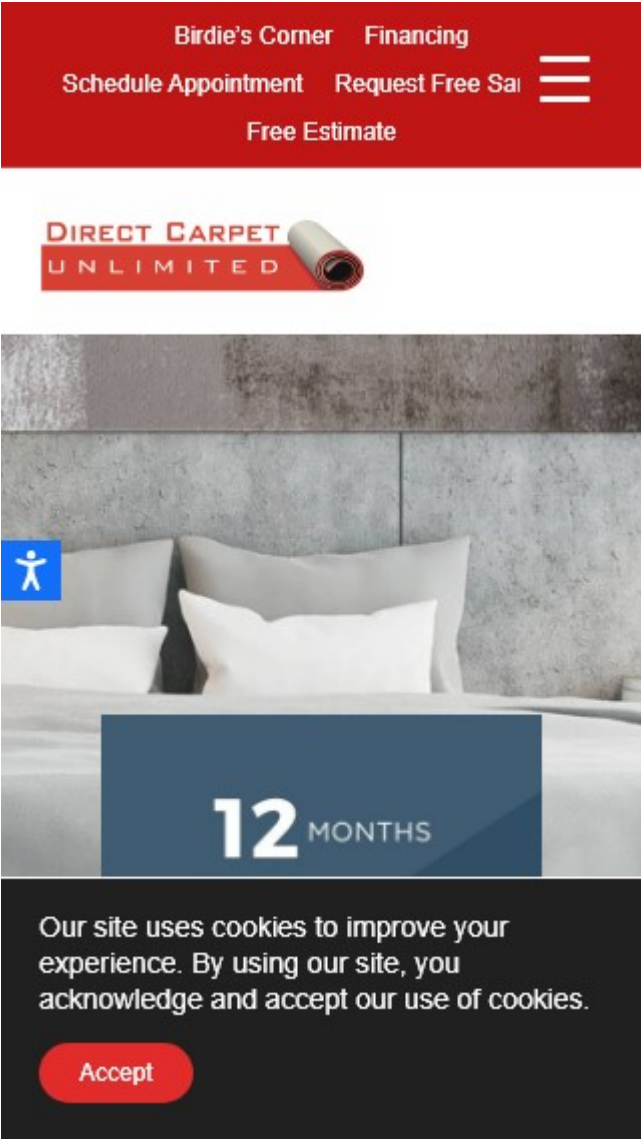 Birdie's Corner Financing
Schedule Appointment Request Free Sa
Free Estimate
DIRECT CARPET
UNLIMITED
12 MONTHS
Our site uses cookies to improve your
experience. By using our site, you
acknowledge and accept our use of cookies.
Accept